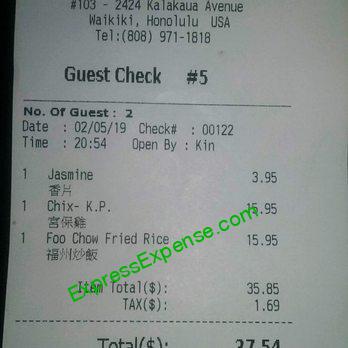 #103 - 2424 Kalakaua Avenue
Waikiki, Honolulu USA
Tel:(808) 971-1818
Guest Check #5
No. Of Guest : 2
Date : 02/05/19 Check# : 00122
Time : 20:54 Open By : Kin
1 Jasmine 3.95
香片
1 Chix- K.P. 15.95
宮保雞
1 Foo Chow Fried Rice 15.95
福州炒飯
ExpressExpense.com
Item Total($): 35.85
TAX($): 1.69
Total($): 37.54